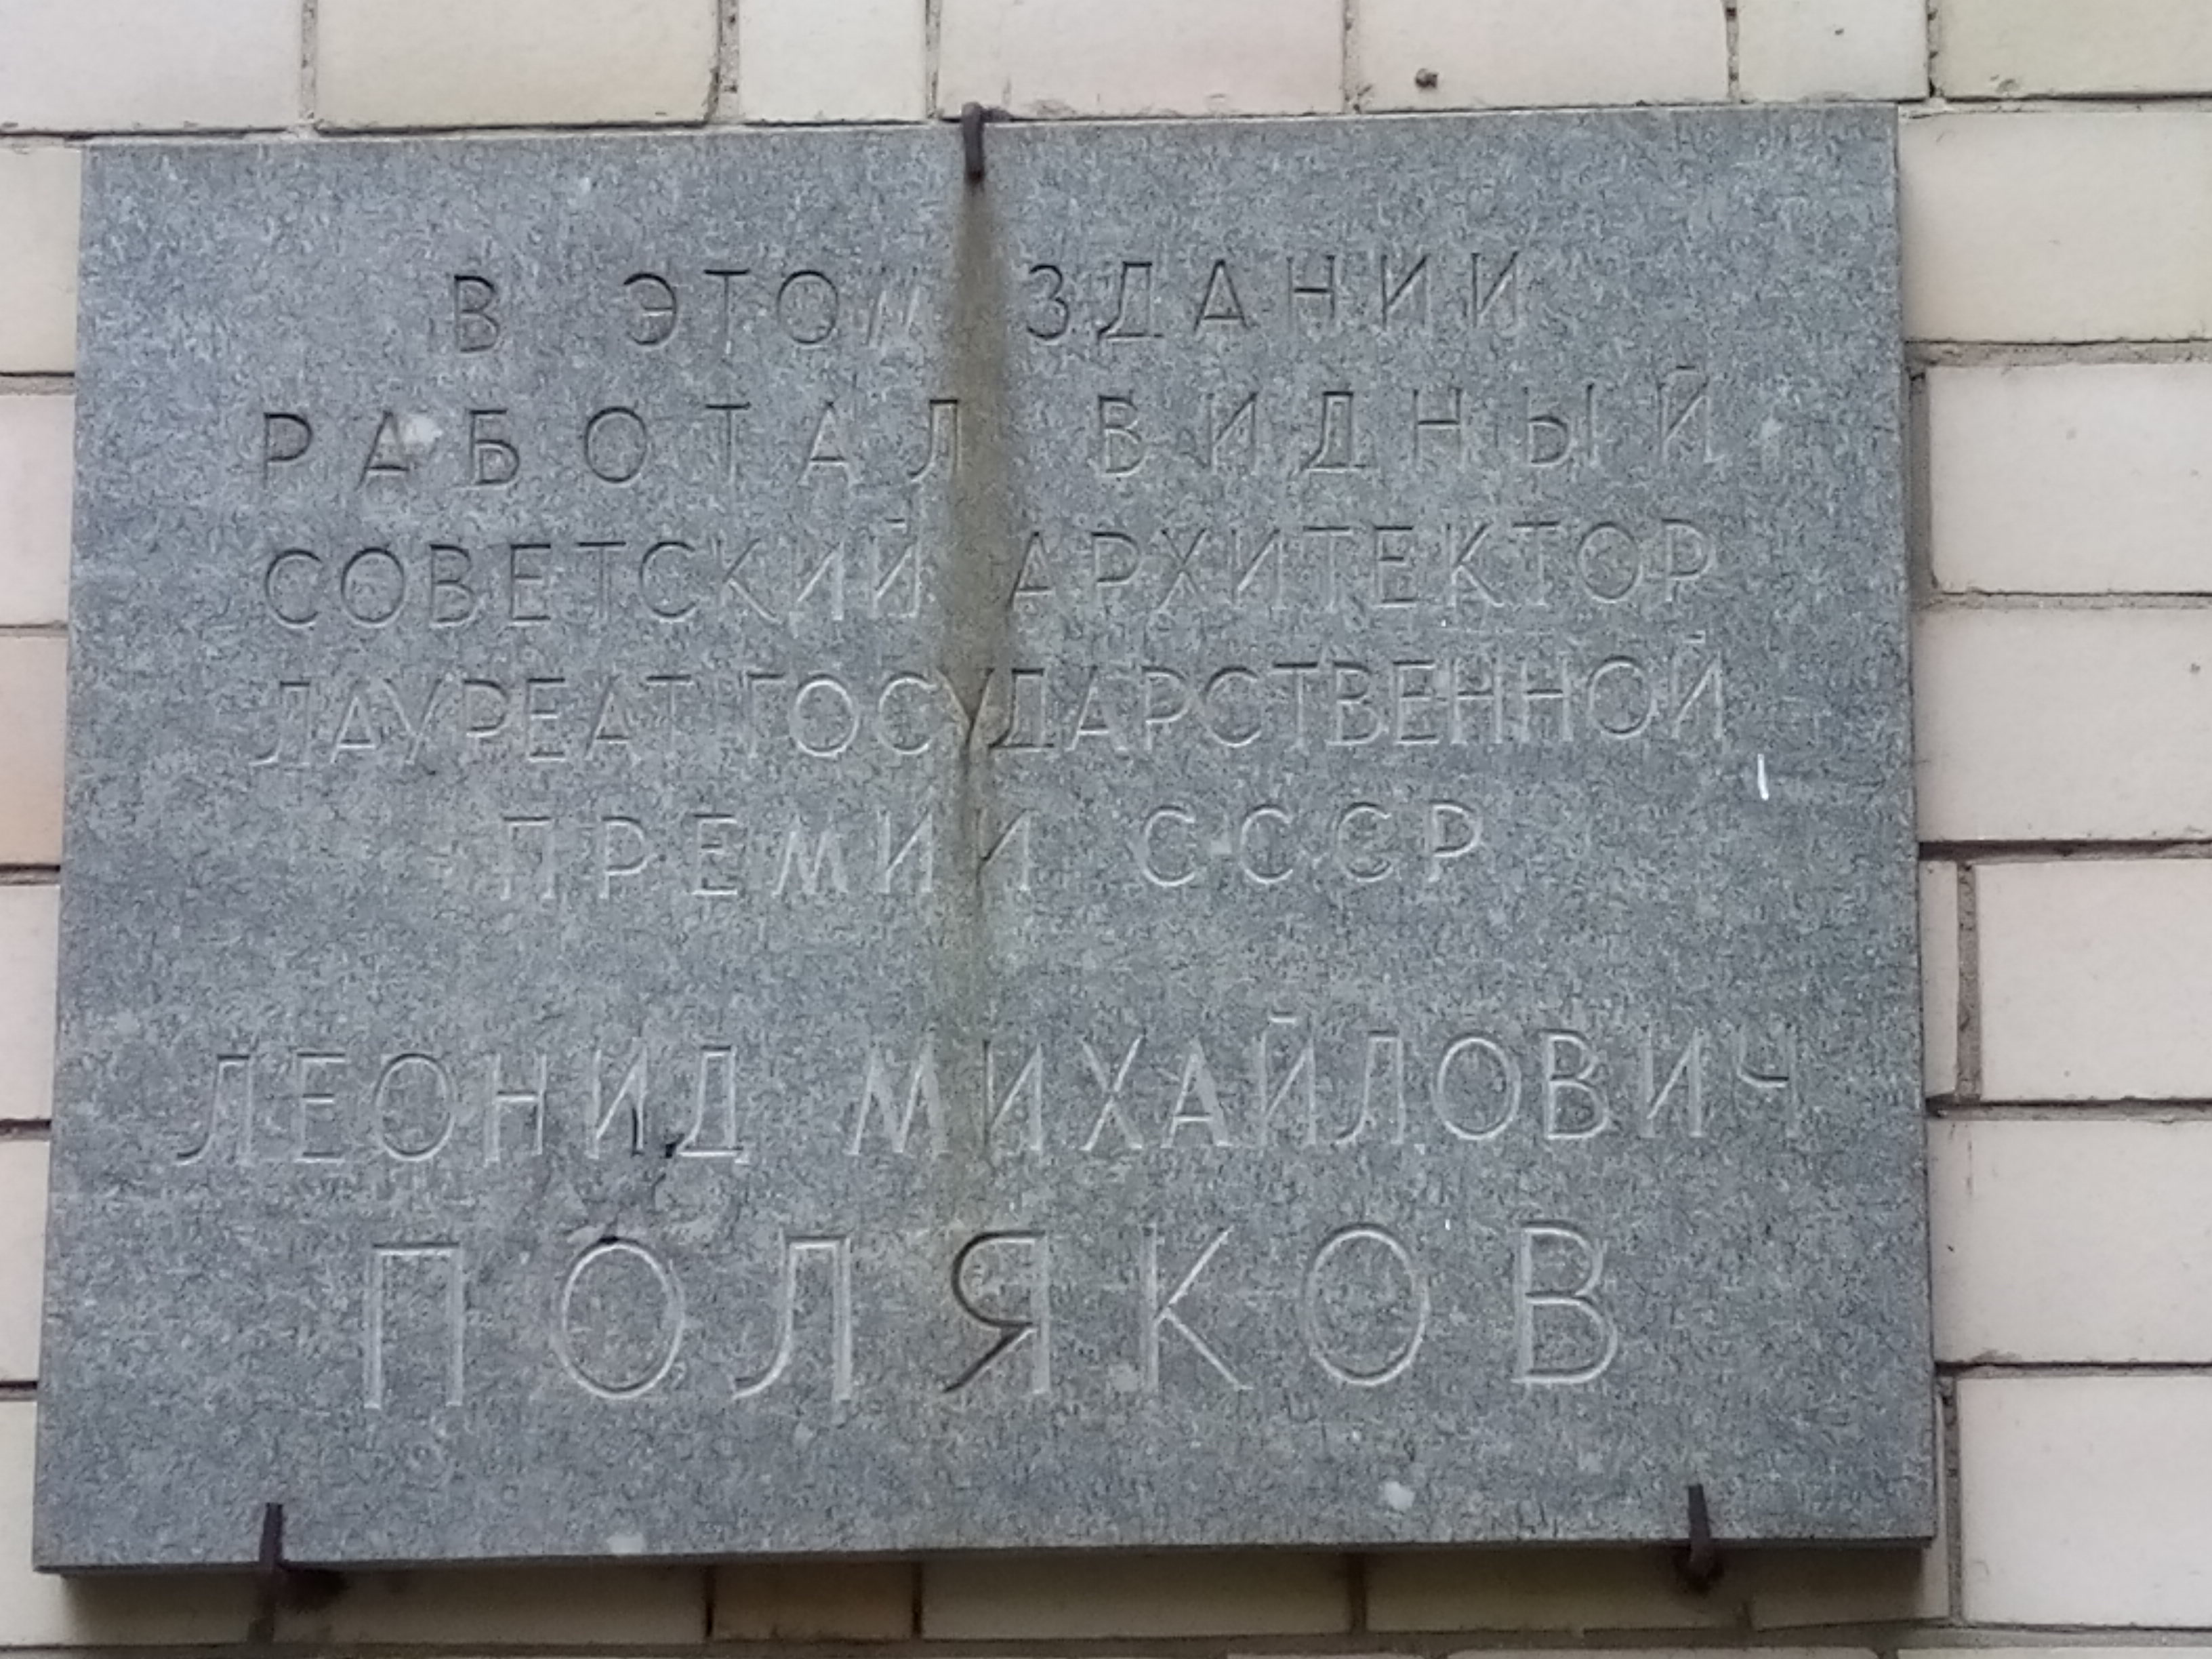 В ЭТОМ ЗДАНИИ
РАБОТАЛ ВИДНЫЙ
СОВЕТСКИЙ АРХИТЕКТОР
ЛАУРЕАТ ГОСУДАРСТВЕННОЙ
ПРЕМИИ СССР
ЛЕОНИД МИХАЙЛОВИЧ
ПОЛЯКОВ